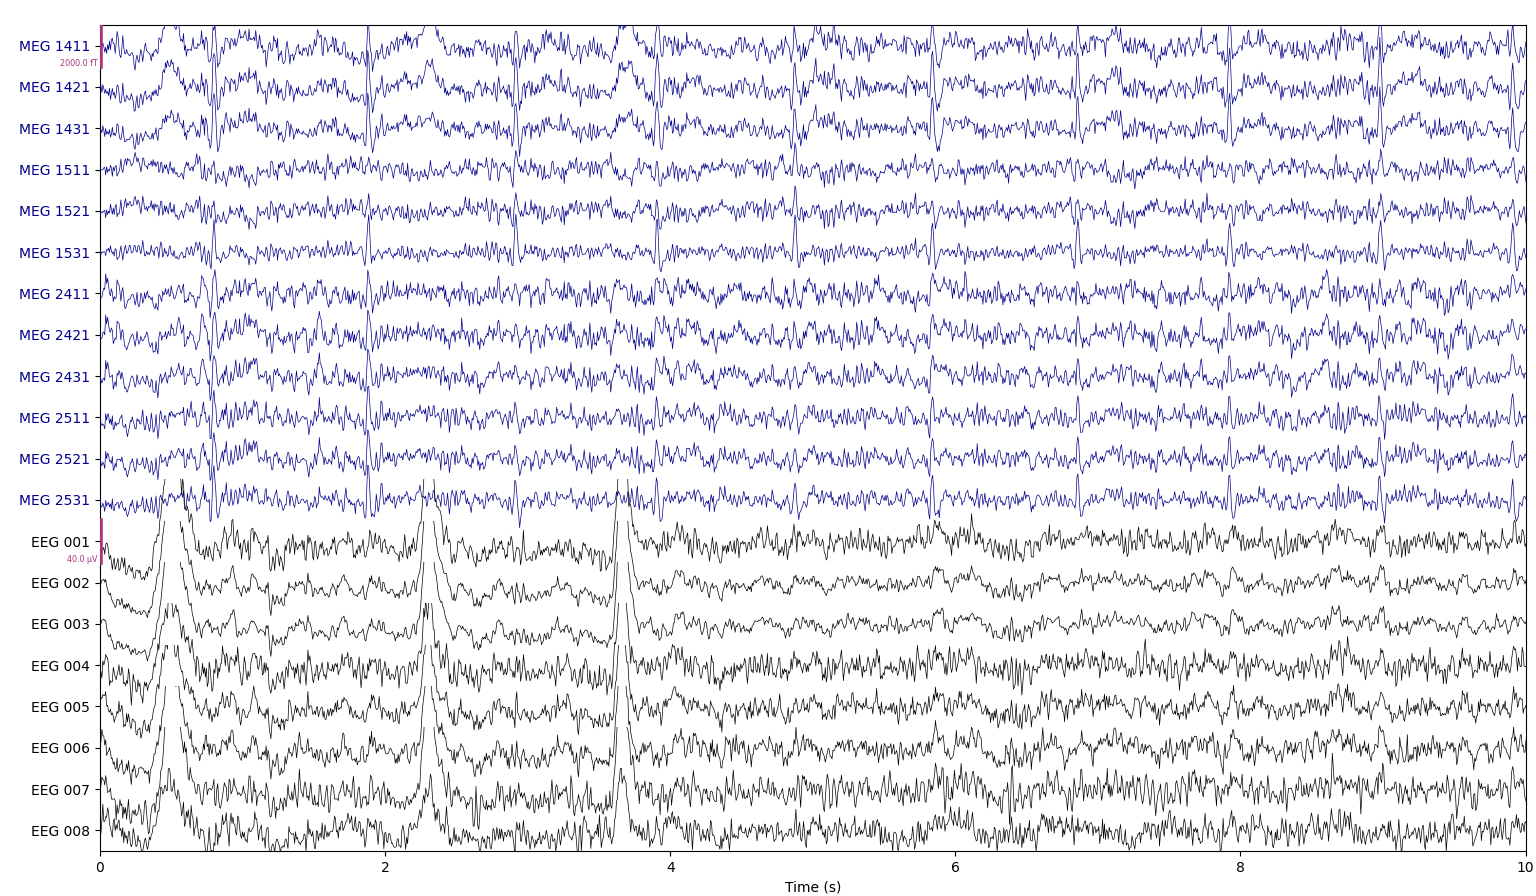 MEG 1411
2000.0 fT
MEG 1421
MEG 1431
MEG 1511
MEG 1521
MEG 1531
MEG 2411
MEG 2421
MEG 2431
MEG 2511
MEG 2521
MEG 2531
EEG 001
40.0 µV
EEG 002
EEG 003
EEG 004
EEG 005
EEG 006
EEG 007
EEG 008
0 2 4 6 8 10
Time (s)